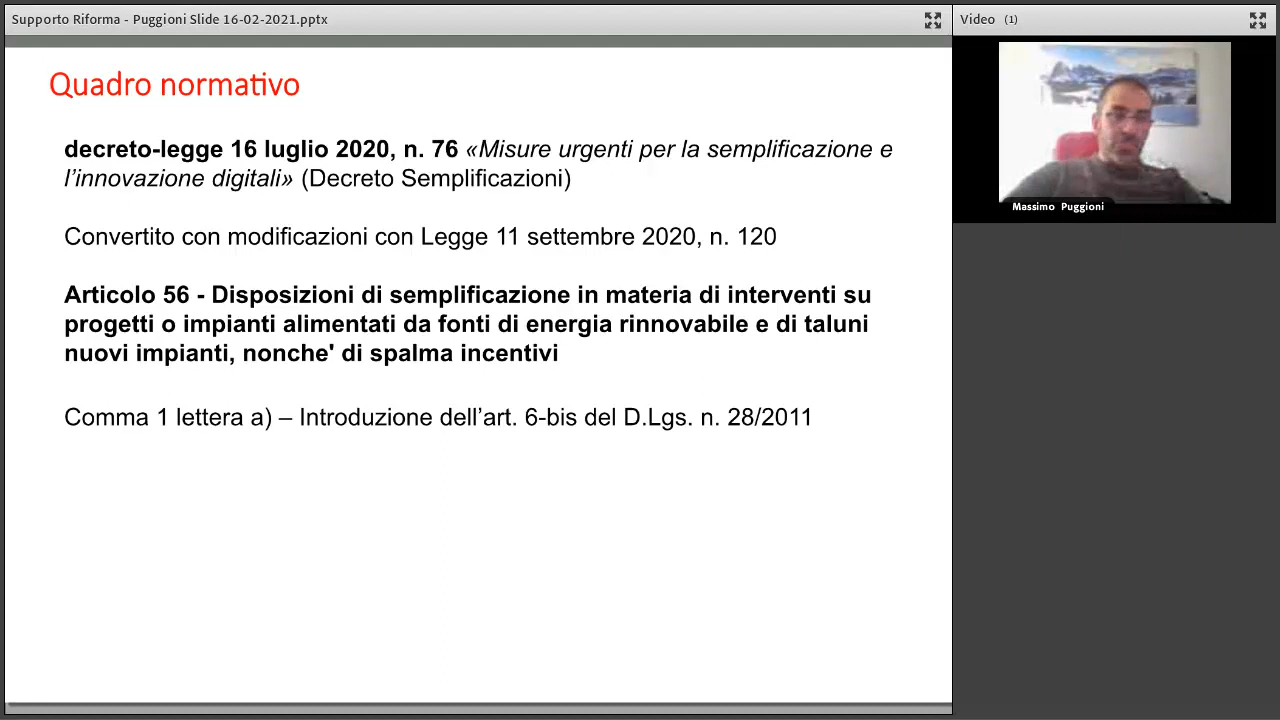 Supporto Riforma - Puggioni Slide 16-02-2021.pptx
Video (1)
Quadro normativo
decreto-legge 16 luglio 2020, n. 76 «Misure urgenti per la semplificazione e
l’innovazione digitali» (Decreto Semplificazioni)
Convertito con modificazioni con Legge 11 settembre 2020, n. 120
Articolo 56 - Disposizioni di semplificazione in materia di interventi su
progetti o impianti alimentati da fonti di energia rinnovabile e di taluni
nuovi impianti, nonche' di spalma incentivi
Comma 1 lettera a) – Introduzione dell’art. 6-bis del D.Lgs. n. 28/2011
Massimo Puggioni